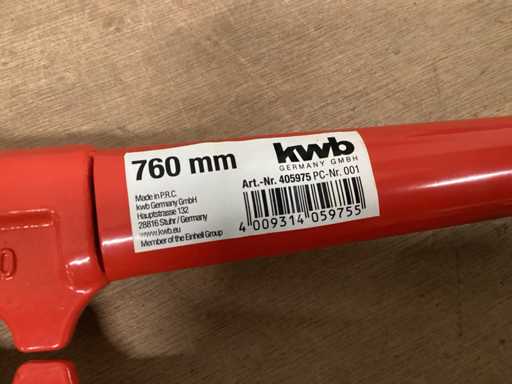 760 mm
kwb
GERMANY GMBH
Art.-Nr. 405975 PC-Nr. 001
Made in P.R.C.
kwb Germany GmbH
Hauptstrasse 132
28816 Stuhr / Germany
www.kwb.eu
Member of the Einhell Group
4 009314 059755
0